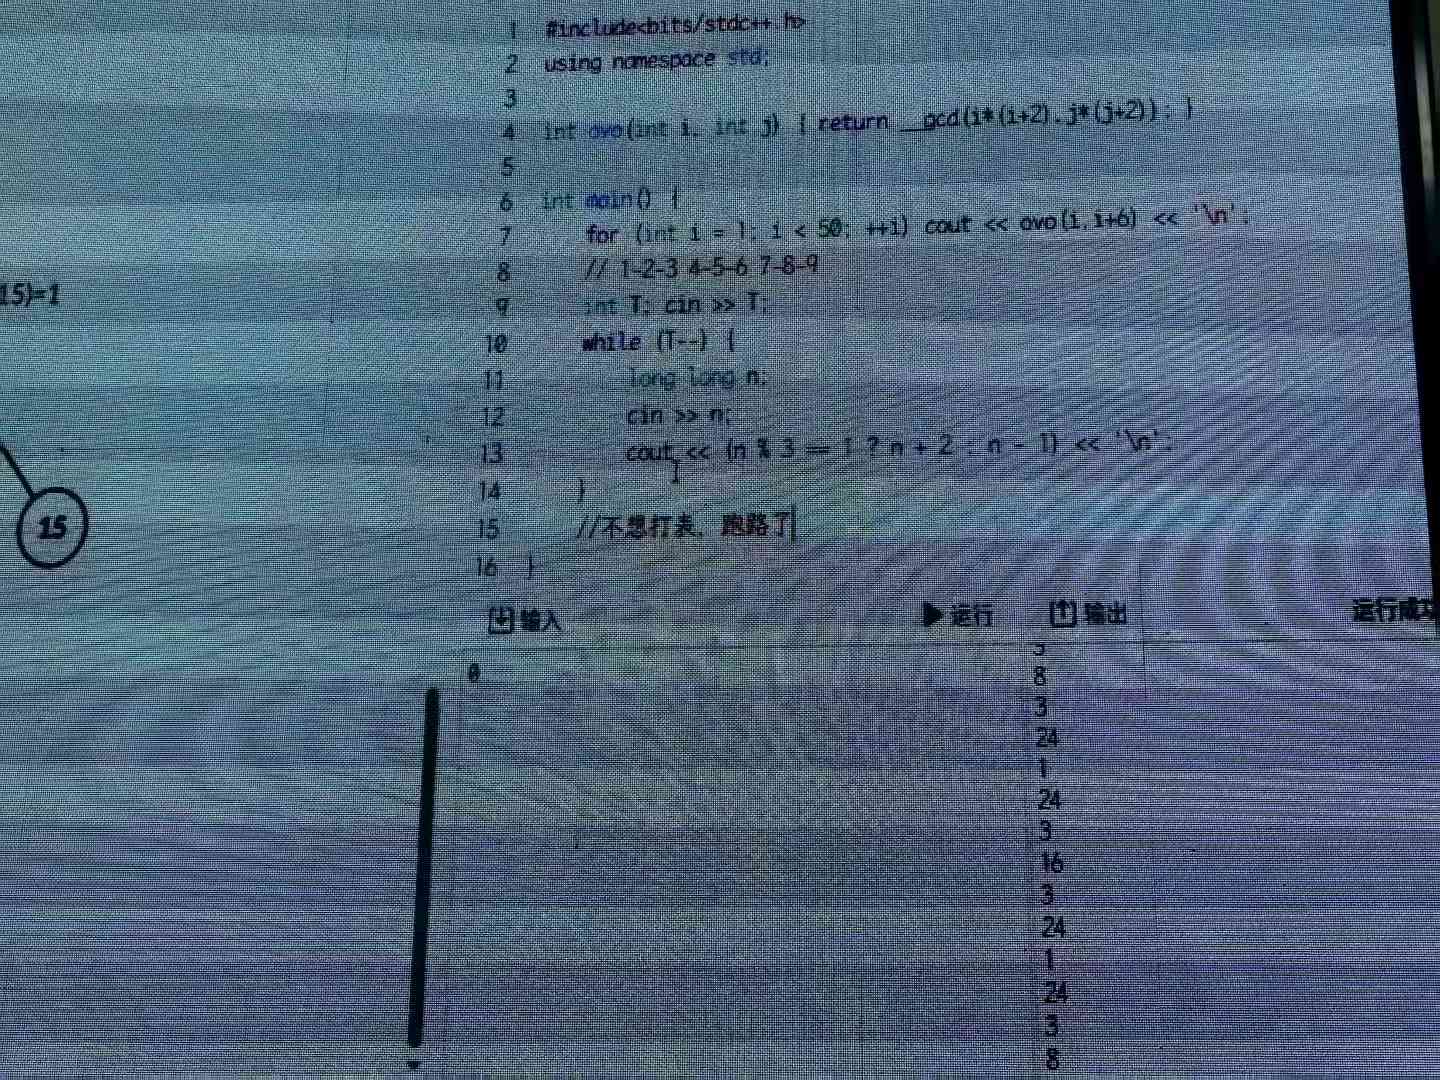 1 #include<bits/stdc++.h>
2 using namespace std;
3
4 int ovo(int i, int j) { return __gcd(i*(i+2),j*(j+2)); }
5
6 int main() {
7 for (int i = 1; i < 50; ++i) cout << ovo(i,i+6) << '\n';
8 // 1-2-3 4-5-6 7-8-9
15)=1
9 int T; cin >> T;
10 while (T--) {
11 long long n;
12 cin >> n;
13 cout << (n % 3 == 1 ? n + 2 : n - 1) << '\n';
14 }
15
15 //不想打表，跑路了
16 }
输入 运行 输出 运行成功
0
3
8
3
24
1
24
3
16
3
24
1
24
3
8